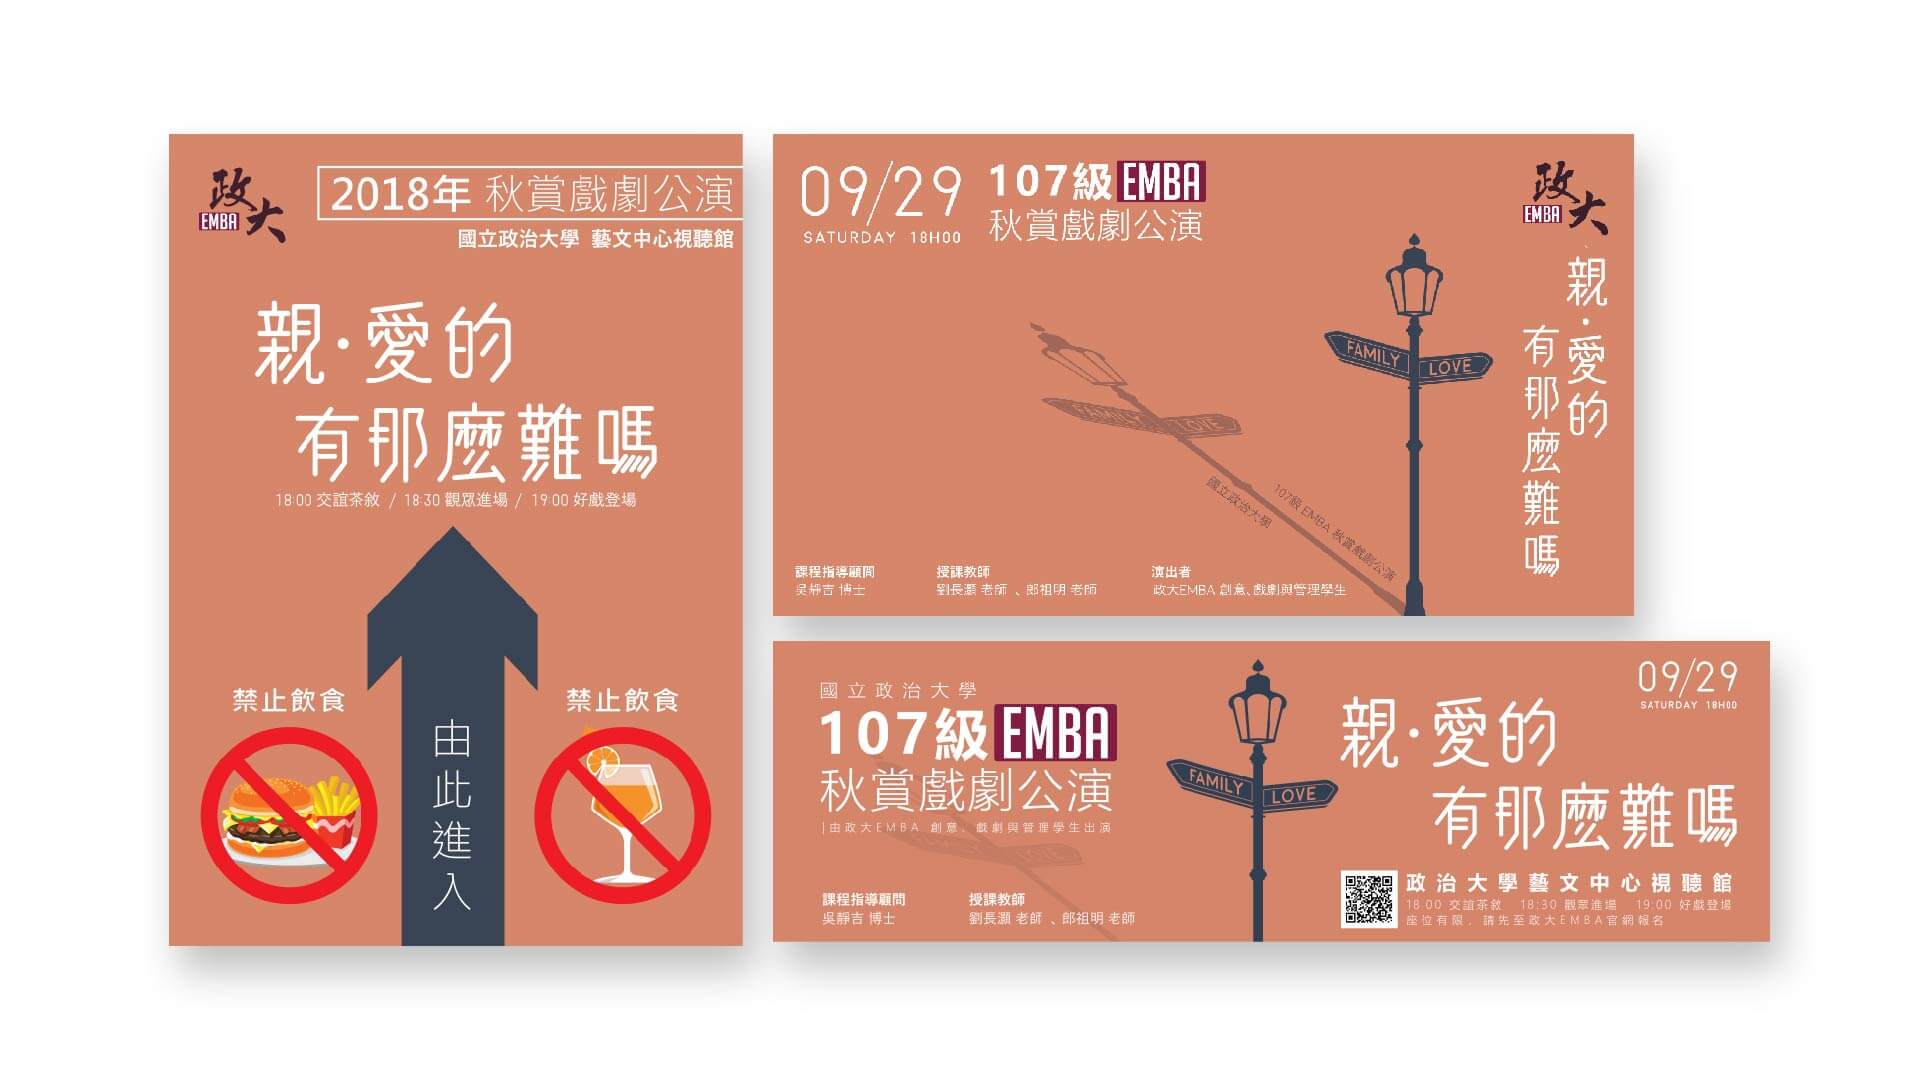 政大
EMBA
2018年 秋賞戲劇公演
國立政治大學 藝文中心視聽館
親·愛的
有那麼難嗎
18:00 交誼茶敘 / 18:30 觀眾進場 / 19:00 好戲登場
禁止飲食
禁止飲食
由此進入
09/29
SATURDAY 18H00
107級 EMBA
秋賞戲劇公演
政大
EMBA
親·愛的
有那麼難嗎
FAMILY
LOVE
FAMILY
LOVE
國立政治大學
107級 EMBA 秋賞戲劇公演
課程指導顧問
吳靜吉 博士
授課教師
劉長灝 老師 、郎祖明 老師
演出者
政大EMBA 創意、戲劇與管理學生
國立政治大學
107級 EMBA
秋賞戲劇公演
|由政大EMBA 創意、戲劇與管理學生出演
課程指導顧問
吳靜吉 博士
授課教師
劉長灝 老師 、郎祖明 老師
FAMILY
LOVE
LOVE
09/29
SATURDAY 18H00
親·愛的
有那麼難嗎
政治大學藝文中心視聽館
18:00 交誼茶敘 18:30 觀眾進場 19:00 好戲登場
座位有限，請先至政大EMBA官網報名